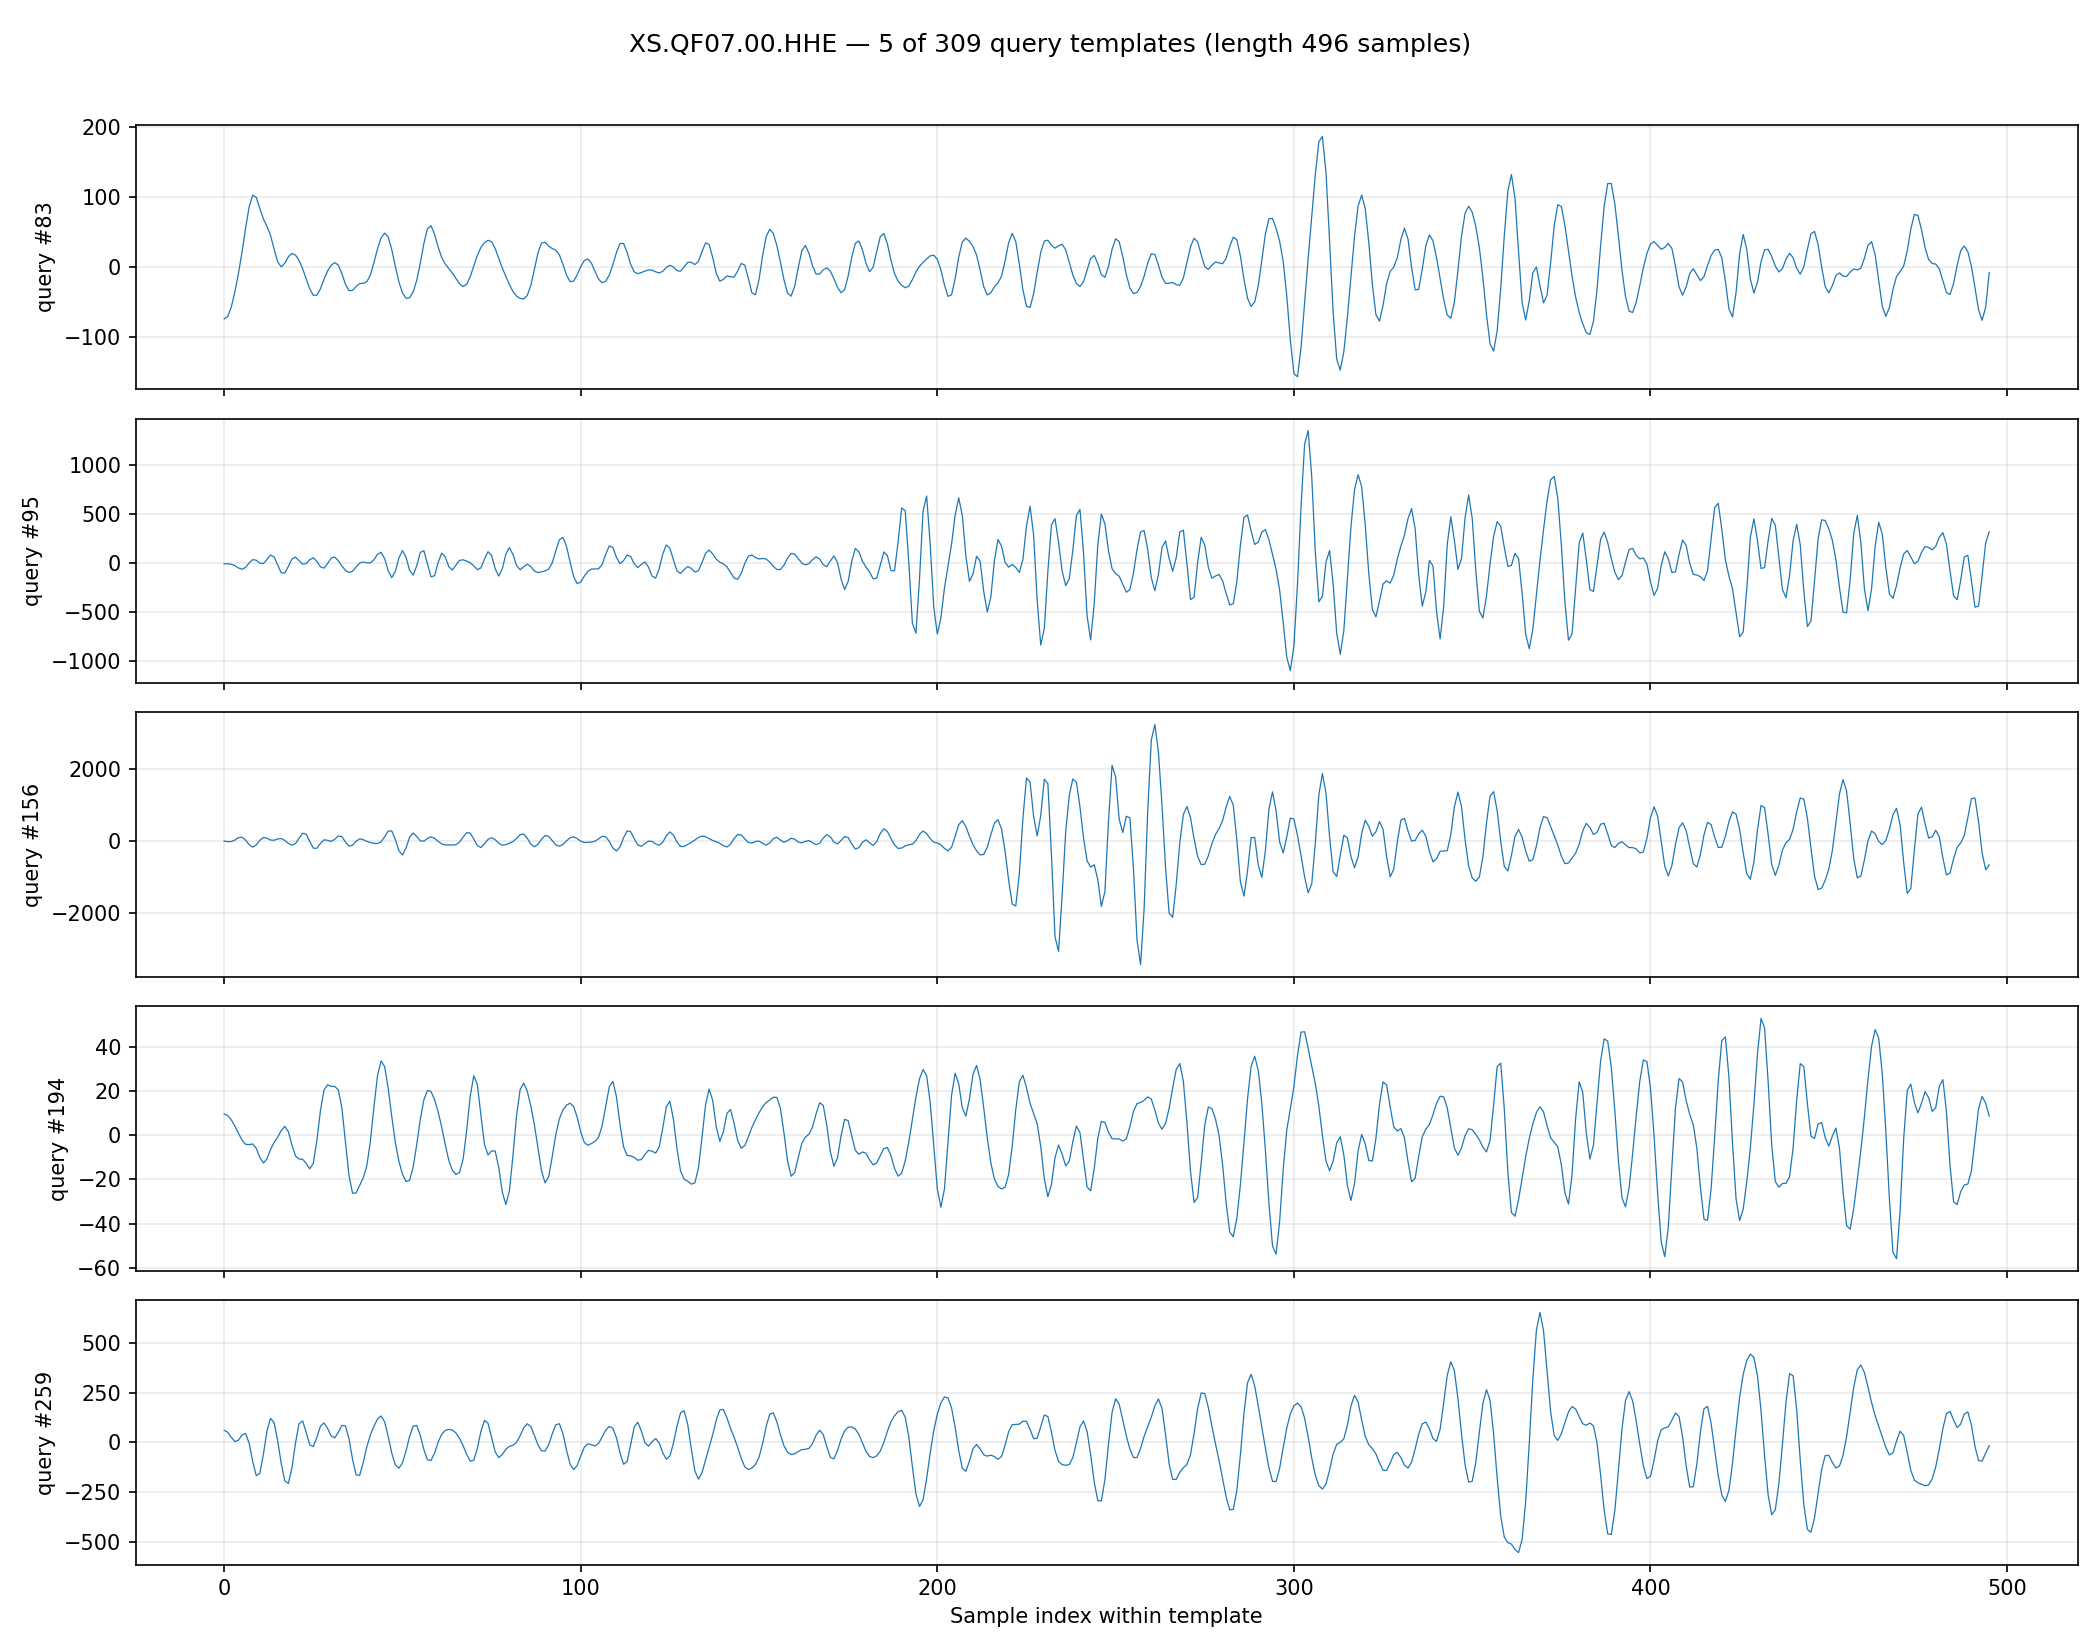 XS.QF07.00.HHE — 5 of 309 query templates (length 496 samples)
200
100
0
−100
query #83
1000
500
0
−500
−1000
query #95
2000
0
−2000
query #156
40
20
0
−20
−40
−60
query #194
500
250
0
−250
−500
query #259
0 100 200 300 400 500
Sample index within template